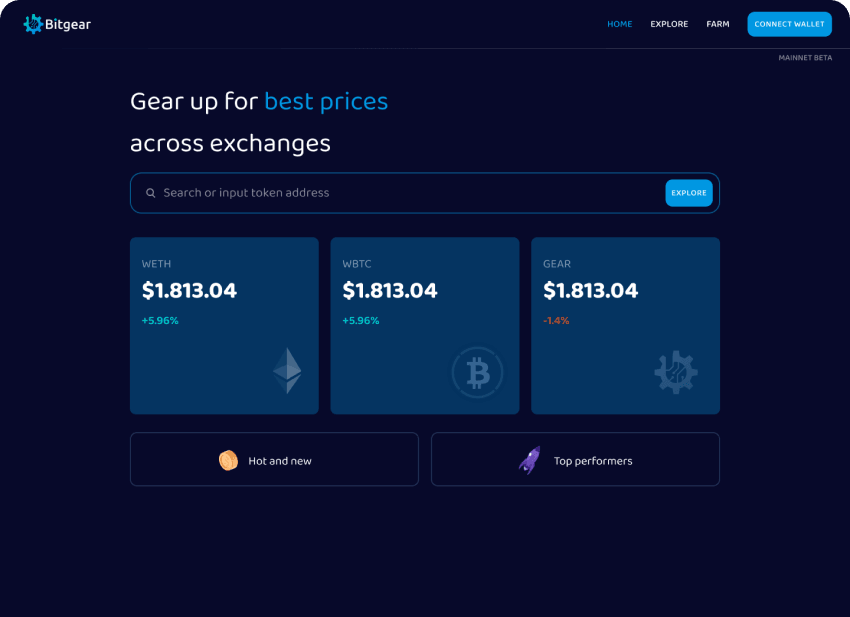 Bitgear
HOME EXPLORE FARM CONNECT WALLET
MAINNET BETA
Gear up for best prices
across exchanges
Search or input token address EXPLORE
WETH
$1.813.04
+5.96%
WBTC
$1.813.04
+5.96%
GEAR
$1.813.04
-1.4%
Hot and new
Top performers